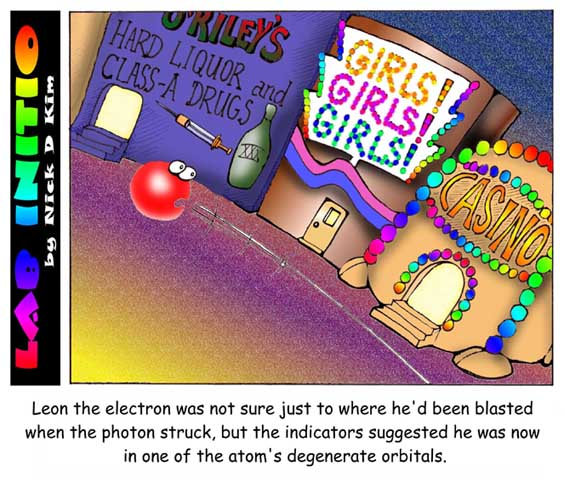 LAB INITIO
by Nick D Kim
O'RILEY'S
HARD LIQUOR and
CLASS-A DRUGS
XXX
GIRLS!
GIRLS!
GIRLS!
CASINO
Leon the electron was not sure just to where he'd been blasted
when the photon struck, but the indicators suggested he was now
in one of the atom's degenerate orbitals.